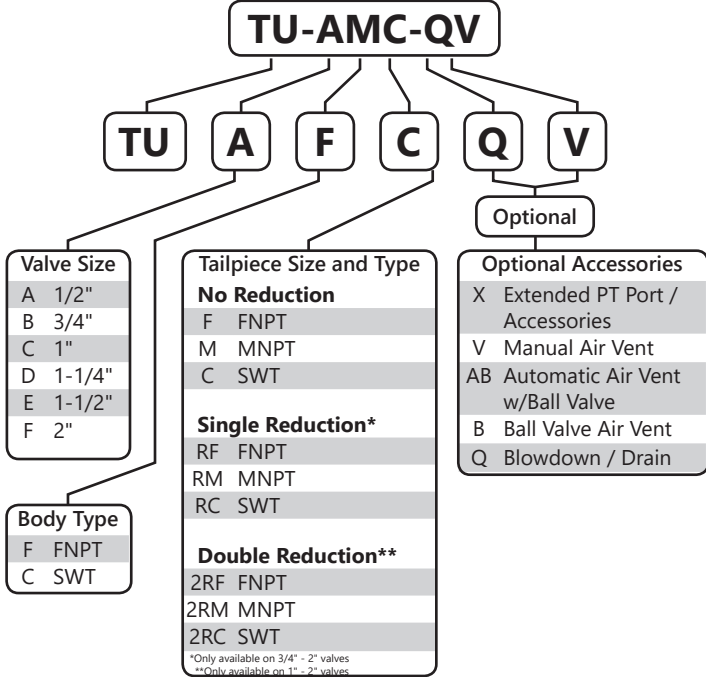 TU-AMC-QV
TU A F C Q V
Optional
Valve Size
A 1/2"
B 3/4"
C 1"
D 1-1/4"
E 1-1/2"
F 2"
Body Type
F FNPT
C SWT
Tailpiece Size and Type
No Reduction
F FNPT
M MNPT
C SWT
Single Reduction*
RF FNPT
RM MNPT
RC SWT
Double Reduction**
2RF FNPT
2RM MNPT
2RC SWT
*Only available on 3/4" - 2" valves
**Only available on 1" - 2" valves
Optional Accessories
X Extended PT Port /
Accessories
V Manual Air Vent
AB Automatic Air Vent
w/Ball Valve
B Ball Valve Air Vent
Q Blowdown / Drain